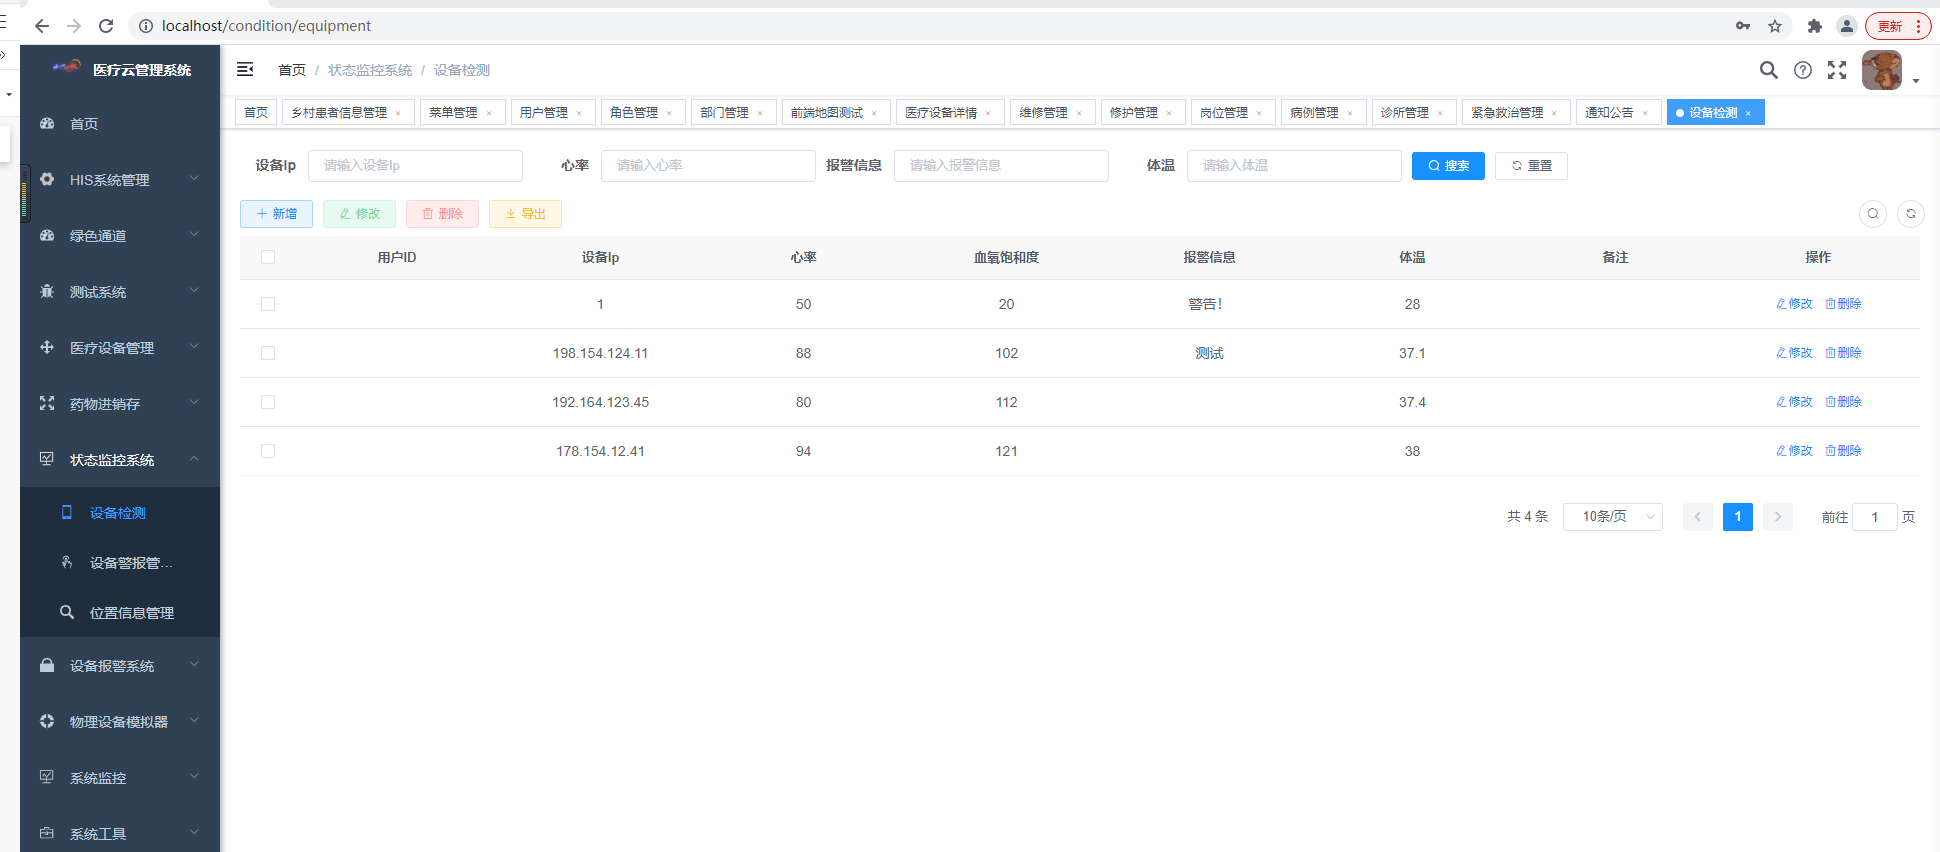 localhost/condition/equipment
更新
医疗云管理系统
首页 / 状态监控系统 / 设备检测
首页 乡村患者信息管理 × 菜单管理 × 用户管理 × 角色管理 × 部门管理 × 前端地图测试 × 医疗设备详情 × 维修管理 × 修护管理 × 岗位管理 × 病例管理 × 诊所管理 × 紧急救治管理 × 通知公告 × 设备检测 ×
首页
HIS系统管理
绿色通道
测试系统
医疗设备管理
药物进销存
状态监控系统
设备检测
设备警报管...
位置信息管理
设备报警系统
物理设备模拟器
系统监控
系统工具
设备Ip 请输入设备Ip 心率 请输入心率 报警信息 请输入报警信息 体温 请输入体温 搜索 重置
新增 修改 删除 导出
用户ID 设备Ip 心率 血氧饱和度 报警信息 体温 备注 操作
1 50 20 警告! 28 修改 删除
198.154.124.11 88 102 测试 37.1 修改 删除
192.164.123.45 80 112 37.4 修改 删除
178.154.12.41 94 121 38 修改 删除
共 4 条 10条/页 1 前往 1 页